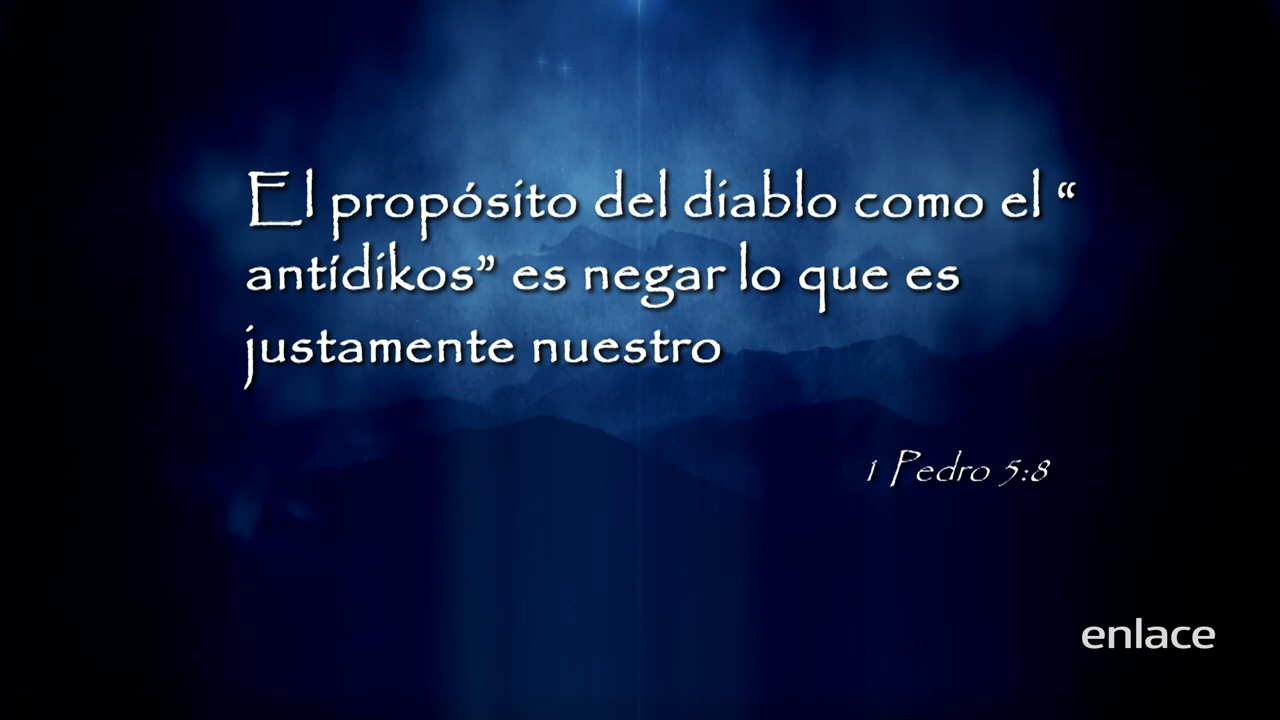 El propósito del diablo como el “
antídikos” es negar lo que es
justamente nuestro
1 Pedro 5:8
enlace